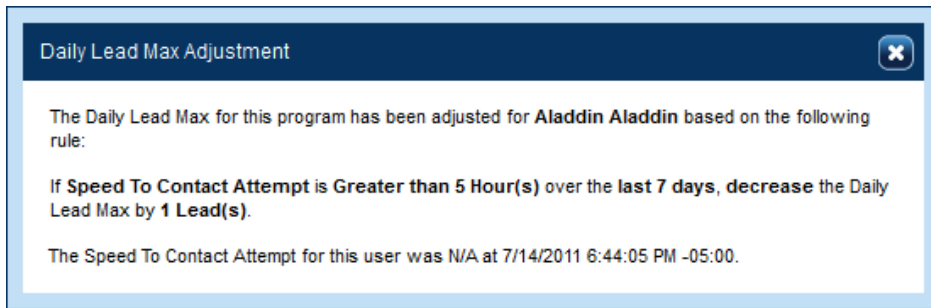 Daily Lead Max Adjustment
The Daily Lead Max for this program has been adjusted for Aladdin Aladdin based on the following
rule:
If Speed To Contact Attempt is Greater than 5 Hour(s) over the last 7 days, decrease the Daily
Lead Max by 1 Lead(s).
The Speed To Contact Attempt for this user was N/A at 7/14/2011 6:44:05 PM -05:00.